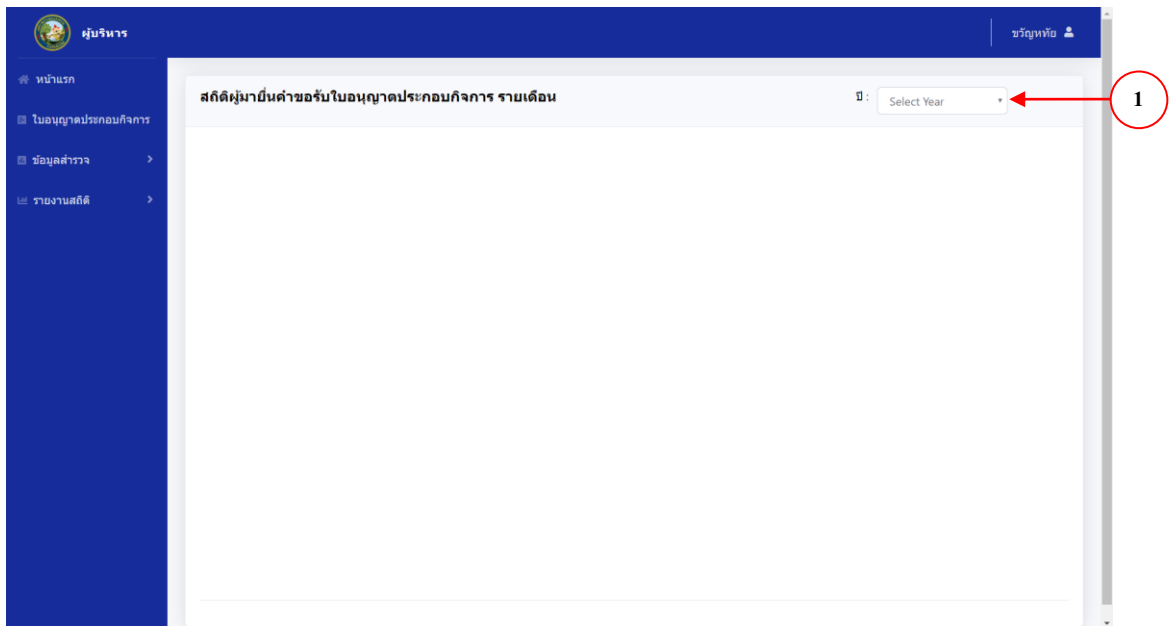 ผู้บริหาร
ขวัญหทัย
หน้าแรก
ใบอนุญาตประกอบกิจการ
ข้อมูลสำรวจ
รายงานสถิติ
สถิติผู้มายื่นคำขอรับใบอนุญาตประกอบกิจการ รายเดือน
ปี :
Select Year
1